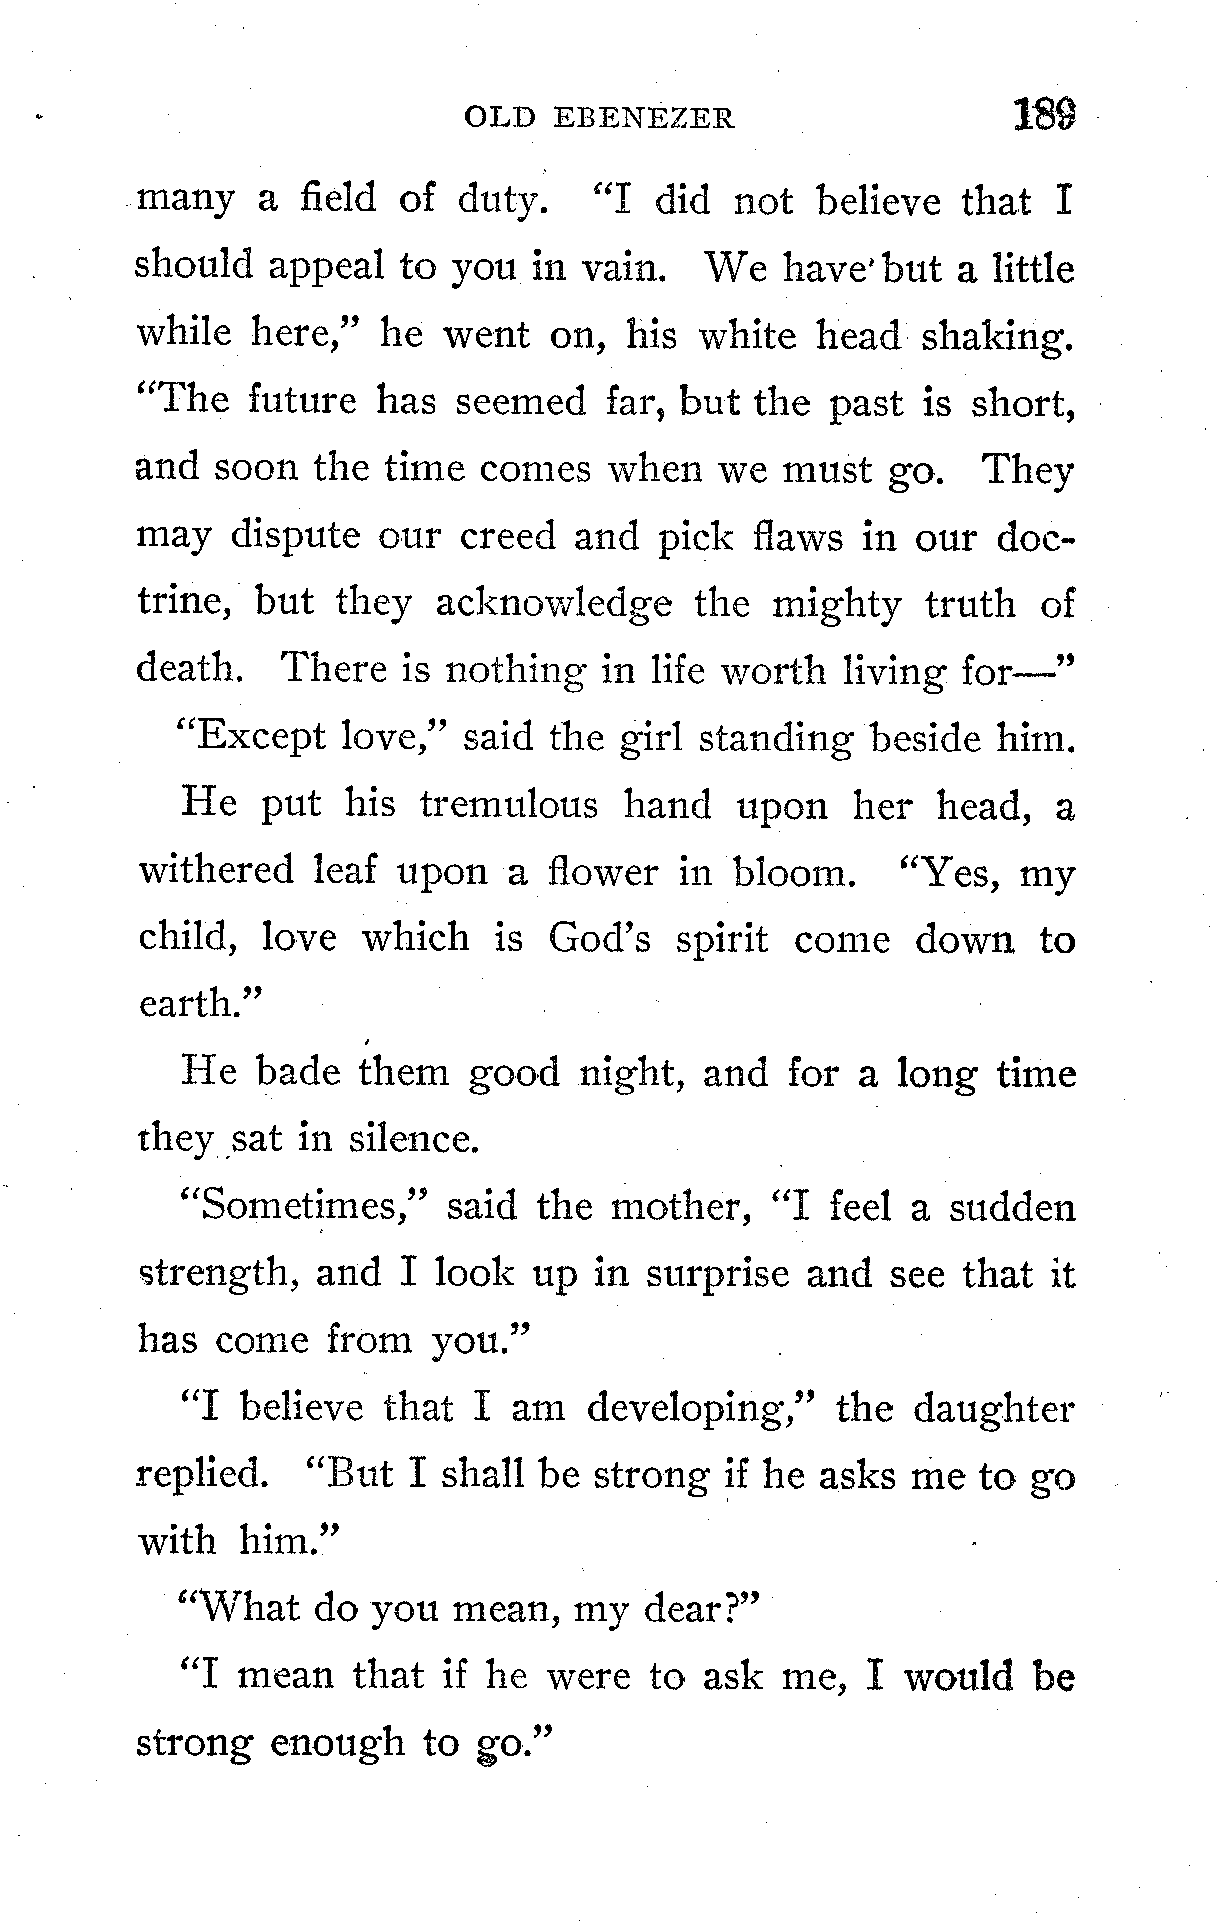 OLD EBENEZER 189
many a field of duty. "I did not believe that I
should appeal to you in vain. We have but a little
while here," he went on, his white head shaking.
"The future has seemed far, but the past is short,
and soon the time comes when we must go. They
may dispute our creed and pick flaws in our doc-
trine, but they acknowledge the mighty truth of
death. There is nothing in life worth living for—"
"Except love," said the girl standing beside him.
He put his tremulous hand upon her head, a
withered leaf upon a flower in bloom. "Yes, my
child, love which is God's spirit come down to
earth."
He bade them good night, and for a long time
they sat in silence.
"Sometimes," said the mother, "I feel a sudden
strength, and I look up in surprise and see that it
has come from you."
"I believe that I am developing," the daughter
replied. "But I shall be strong if he asks me to go
with him."
"What do you mean, my dear?"
"I mean that if he were to ask me, I would be
strong enough to go."